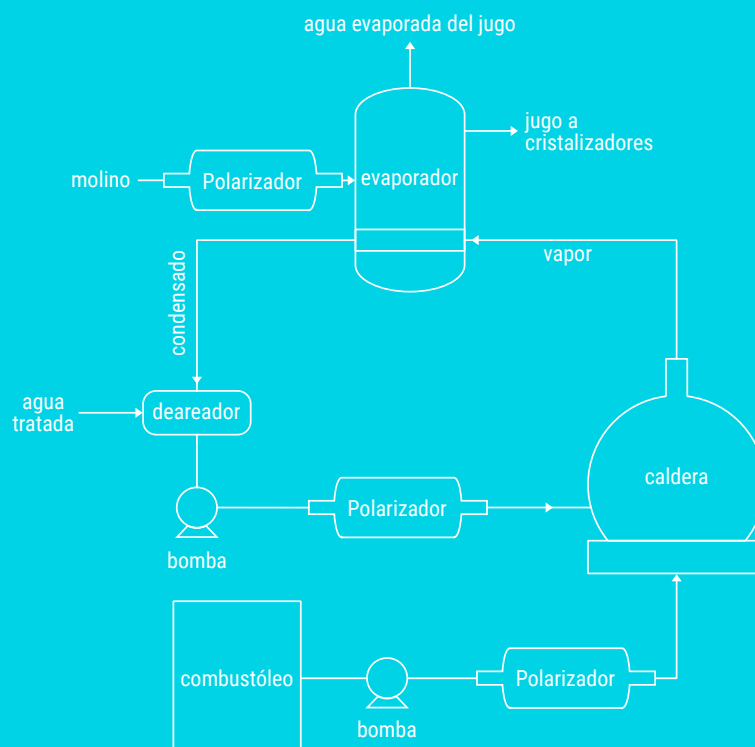 agua evaporada del jugo
jugo a
cristalizadores
molino
Polarizador
evaporador
vapor
condensado
agua
tratada
deareador
caldera
Polarizador
bomba
combustóleo
Polarizador
bomba